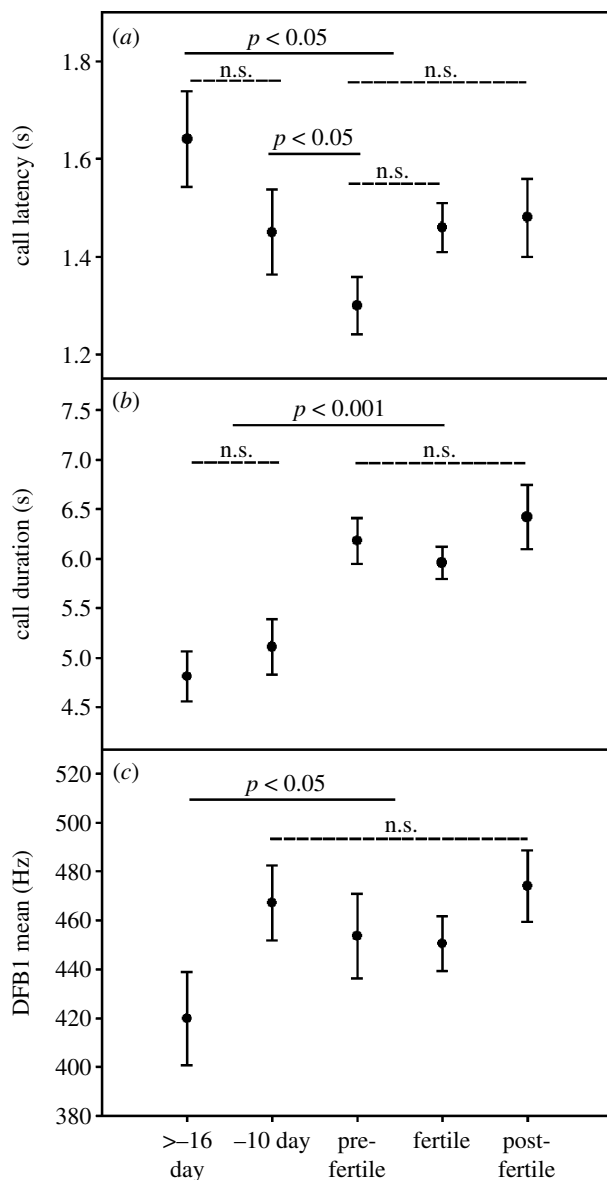 (a)
p < 0.05
n.s.
n.s.
p < 0.05
n.s.
call latency (s)
1.8
1.6
1.4
1.2
(b)
p < 0.001
n.s.
n.s.
call duration (s)
7.5
7.0
6.5
6.0
5.5
5.0
4.5
(c)
p < 0.05
n.s.
DFB1 mean (Hz)
520
500
480
460
440
420
400
380
>–16 –10 day pre- fertile post-
day fertile fertile